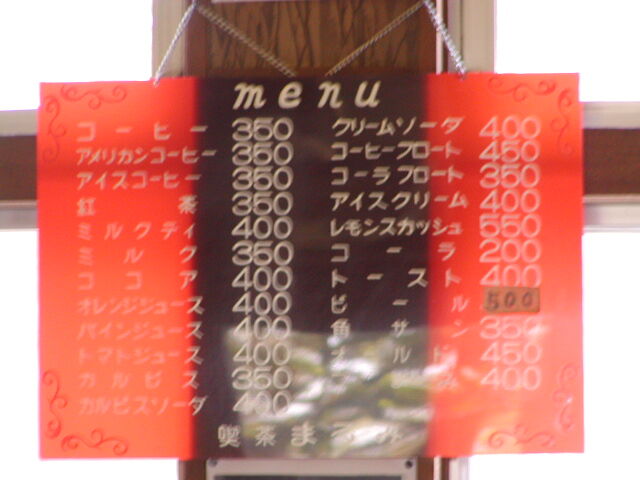 menu
コーヒー 350
アメリカンコーヒー 350
アイスコーヒー 350
紅茶 350
ミルクティ 400
ミルク 350
ココア 400
オレンジジュース 400
パインジュース 400
トマトジュース 400
カルピス 350
カルピスソーダ 400
クリームソーダ 400
コーヒーフロート 450
コーラフロート 350
アイスクリーム 400
レモンスカッシュ 550
コーラ 200
トースト 400
ビール 500
350
450
400
喫茶